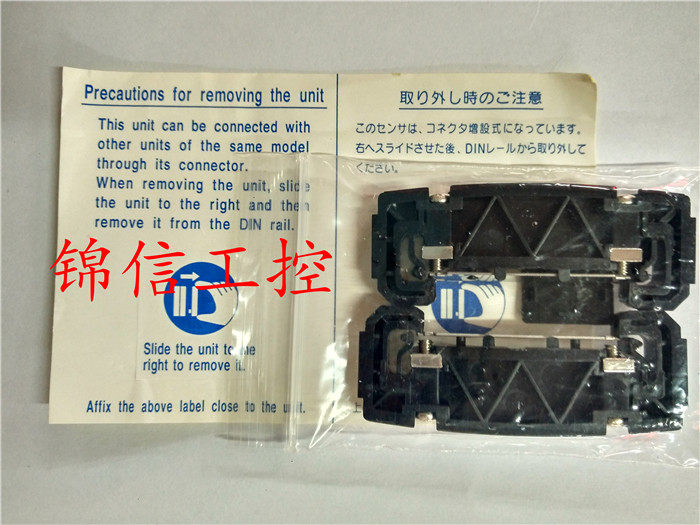 Precautions for removing the unit
This unit can be connected with
other units of the same model
through its connector.
When removing the unit, slide
the unit to the right and then
remove it from the DIN rail.
Slide the unit to the
right to remove it.
Affix the above label close to the unit.
取り外し時のご注意
このセンサは、コネクタ増設式になっています。
右へスライドさせた後、DINレールから取り外して
ください。
上
锦信工控